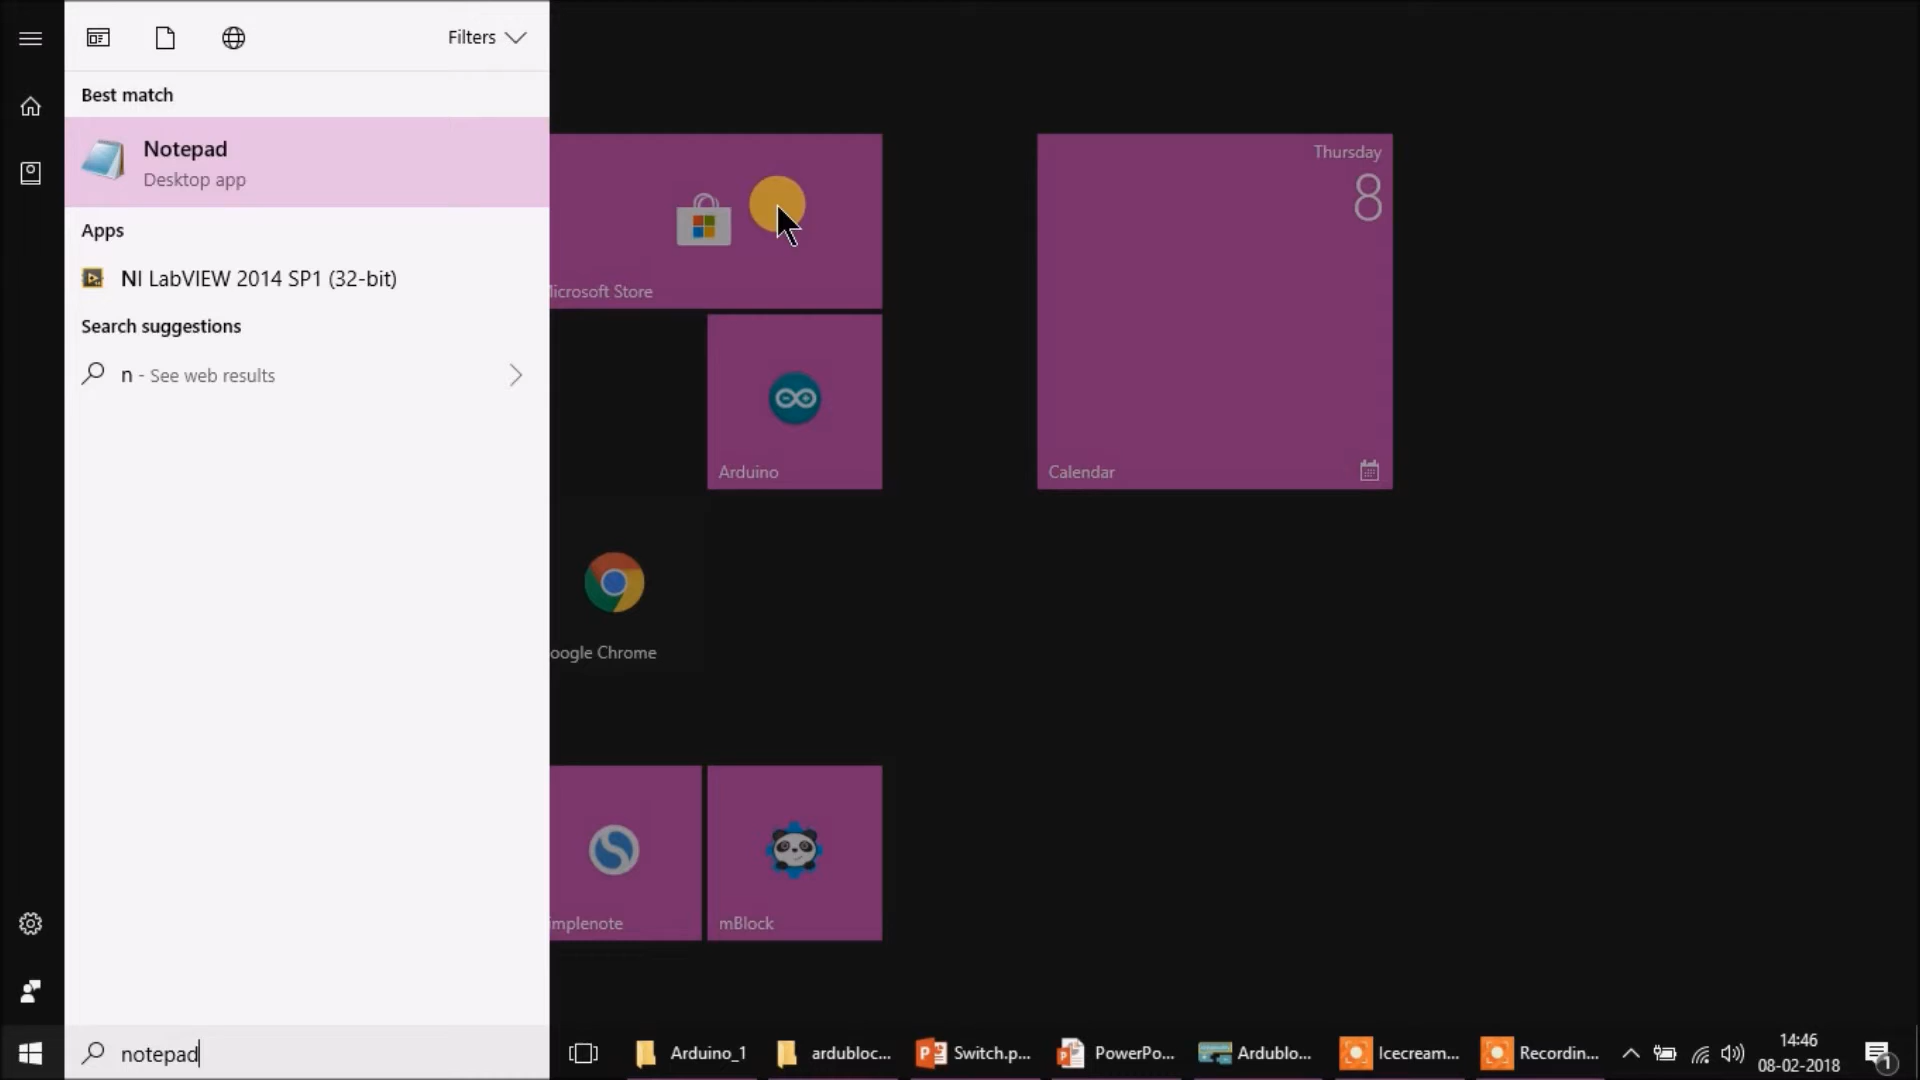 Filters
Best match
Notepad
Desktop app
Apps
NI LabVIEW 2014 SP1 (32-bit)
Search suggestions
n - See web results
notepad
icrosoft Store
Arduino
Thursday
8
Calendar
oogle Chrome
implenote
mBlock
Arduino_1
ardubloc...
Switch.p...
PowerPo...
Ardublo...
Icecream...
Recordin...
14:46
08-02-2018
1